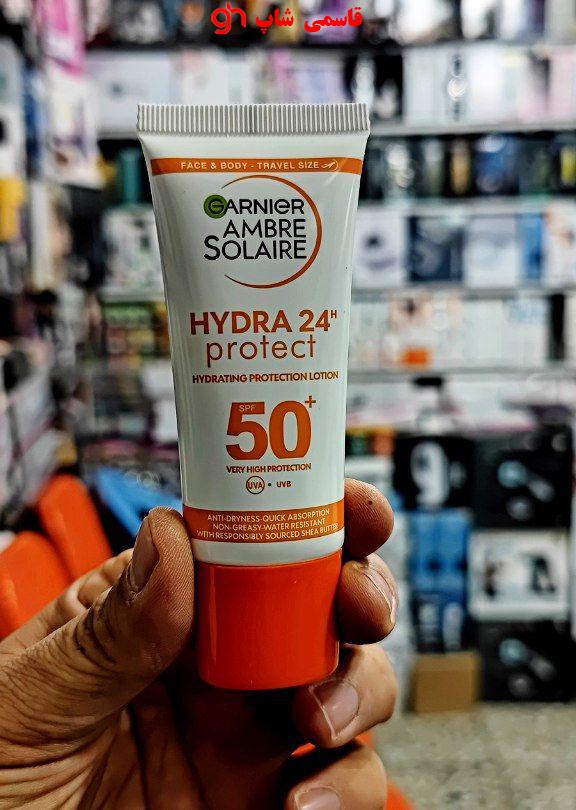 قاسمی شاپ gh
FACE & BODY - TRAVEL SIZE
GARNIER
AMBRE
SOLAIRE
HYDRA 24H
protect
HYDRATING PROTECTION LOTION
SPF 50+
VERY HIGH PROTECTION
UVA • UVB
ANTI-DRYNESS-QUICK ABSORPTION
NON-GREASY-WATER RESISTANT
WITH RESPONSIBLY SOURCED SHEA BUTTER